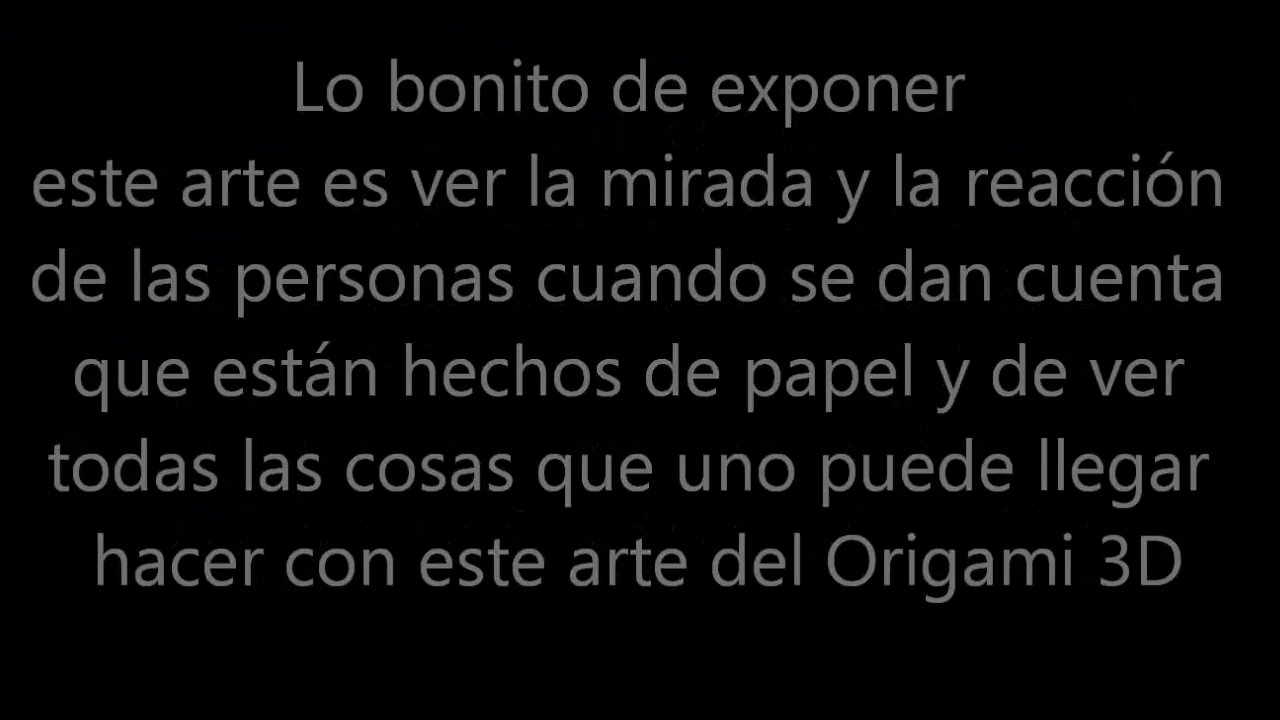 Lo bonito de exponer
este arte es ver la mirada y la reacción
de las personas cuando se dan cuenta
que están hechos de papel y de ver
todas las cosas que uno puede llegar
hacer con este arte del Origami 3D